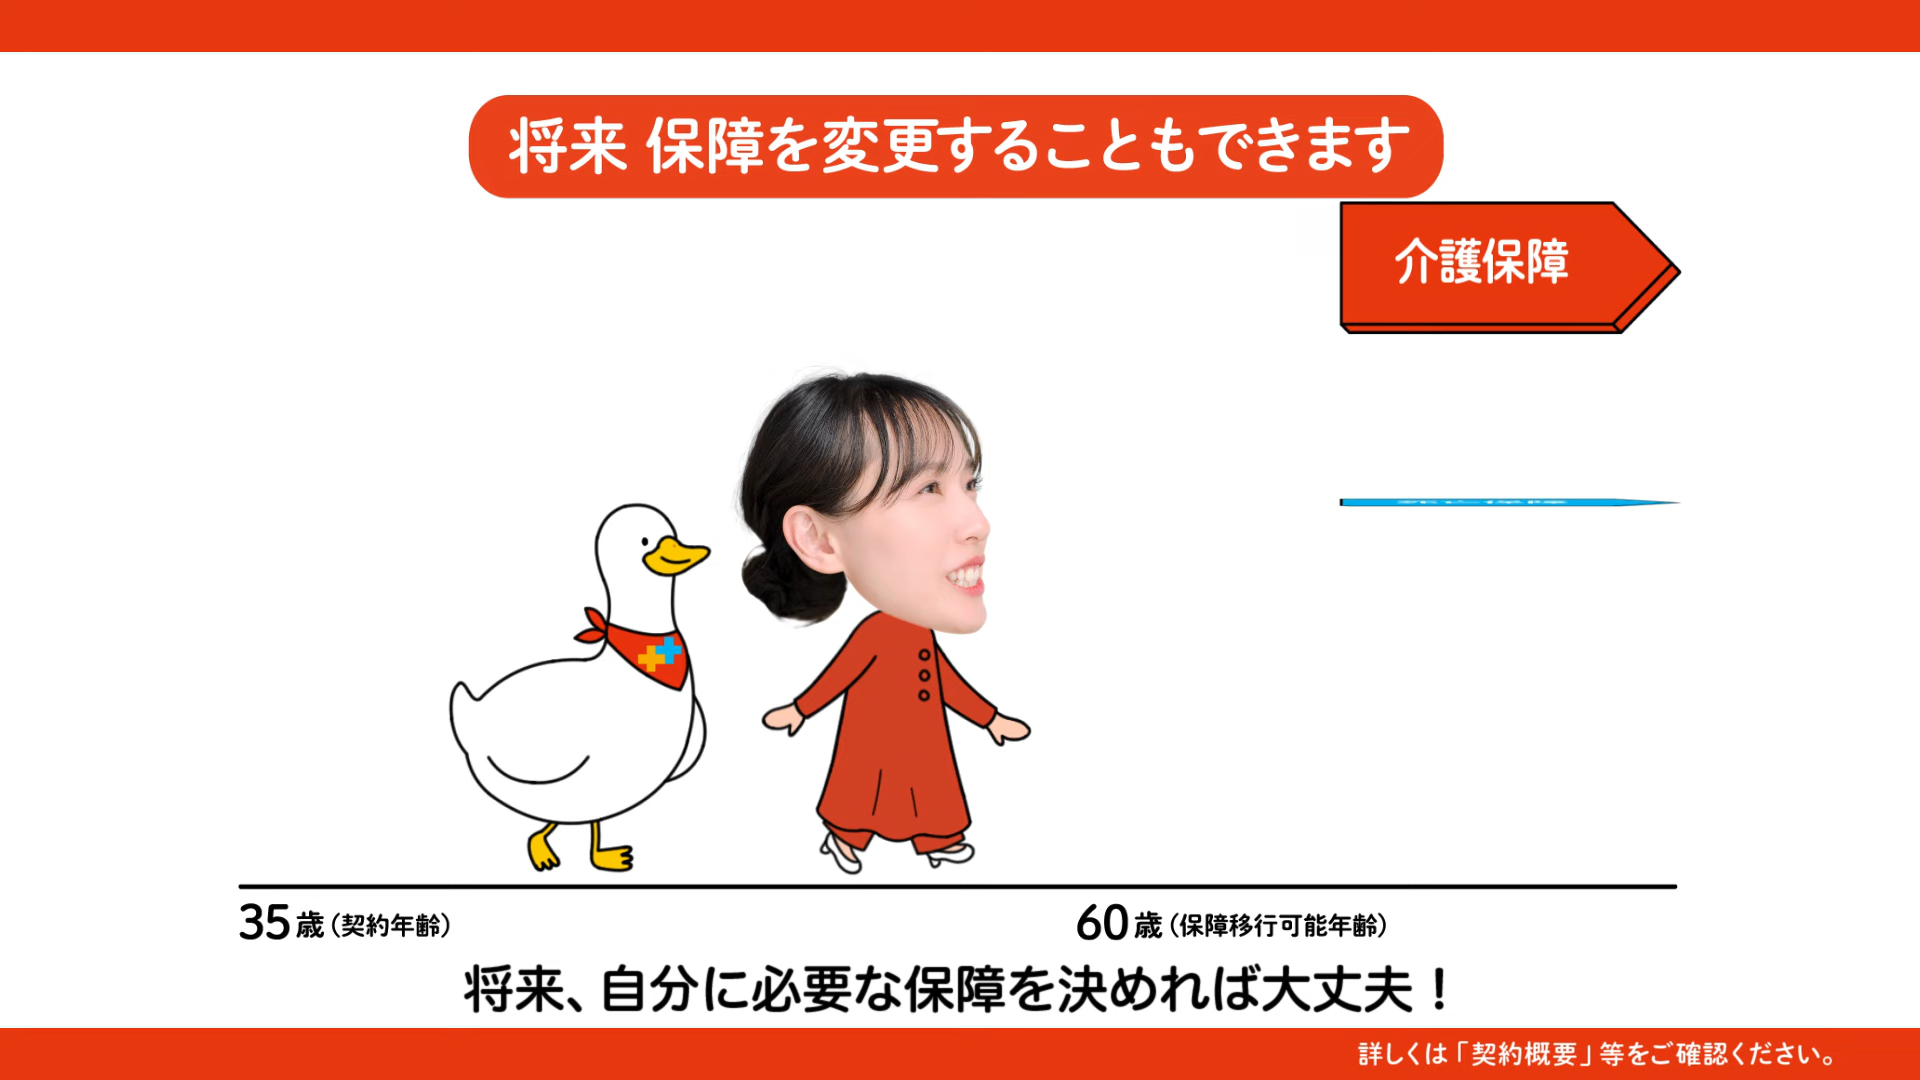 将来 保障を変更することもできます
介護保障
35歳(契約年齢)
60歳(保障移行可能年齢)
将来、自分に必要な保障を決めれば大丈夫!
詳しくは「契約概要」等をご確認ください。